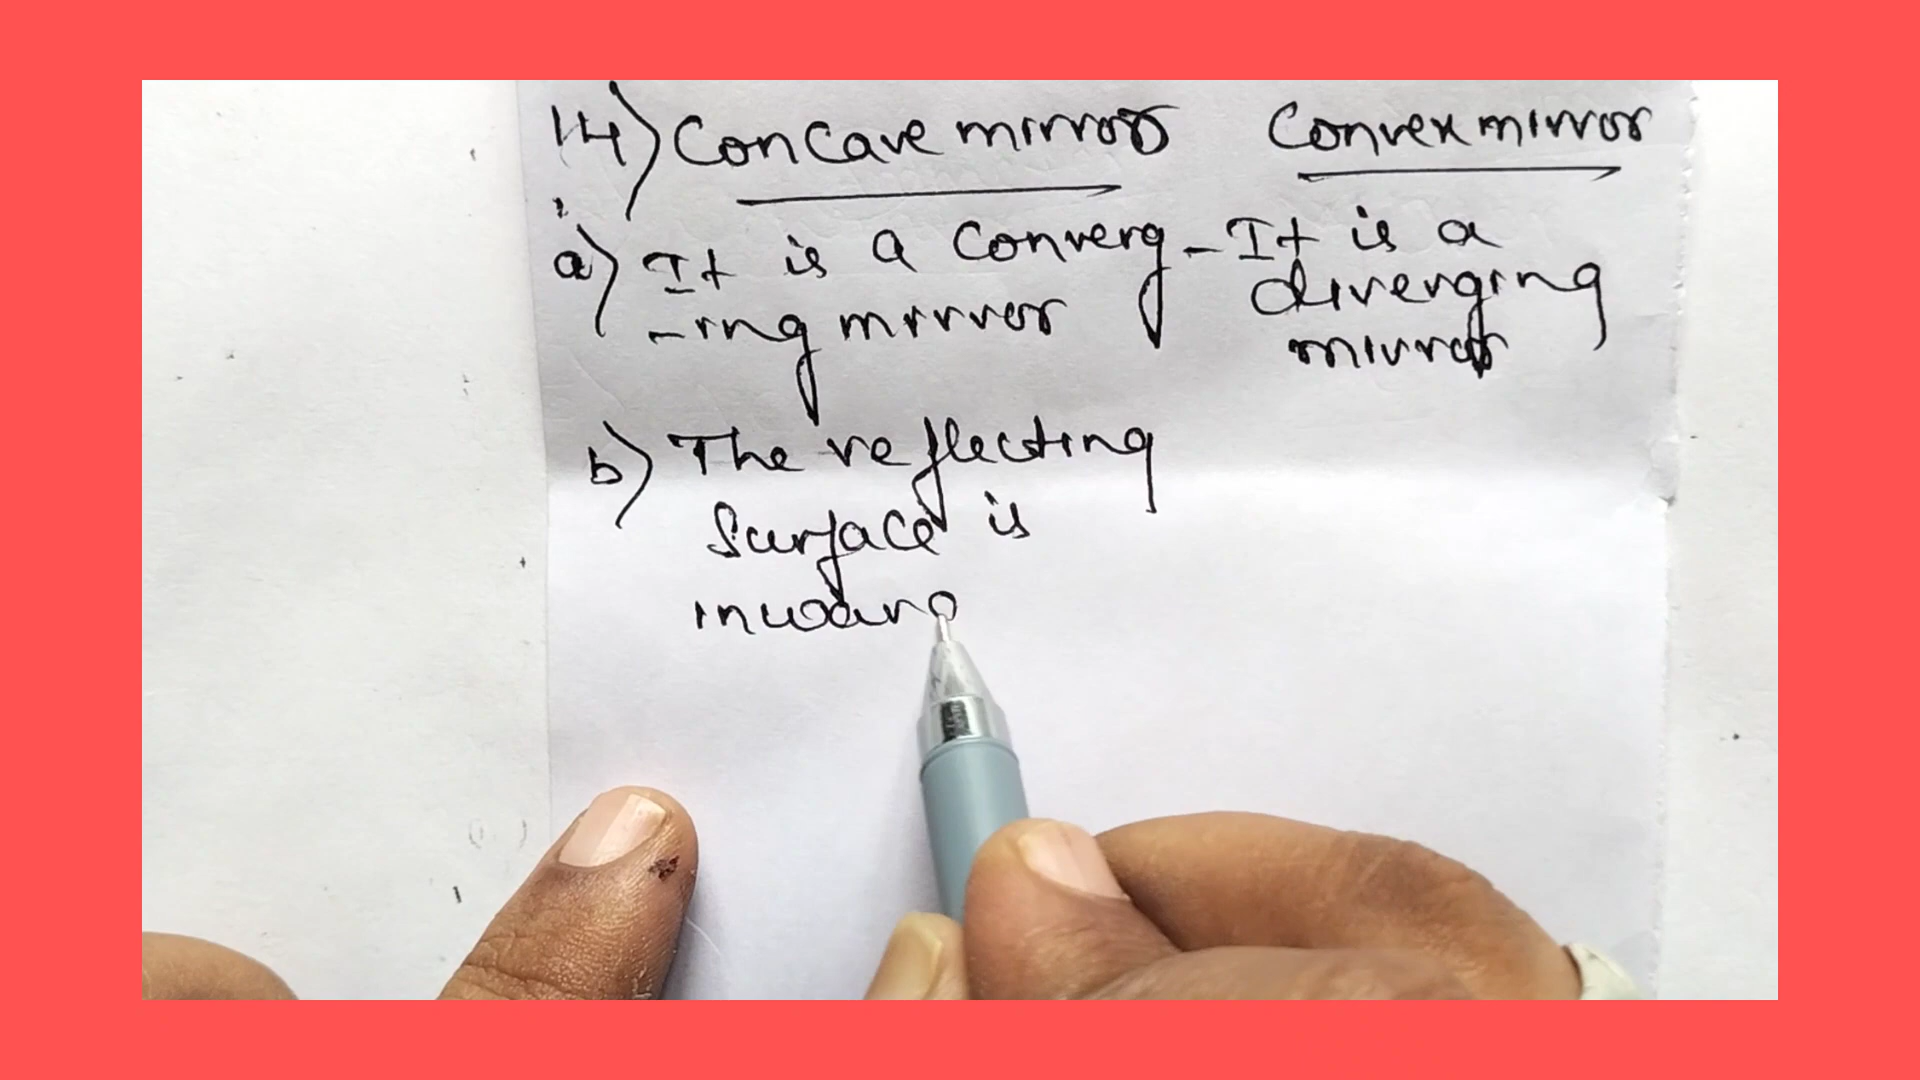 14) Concave mirror Convex mirror
a) It is a converg - It is a
-ing mirror diverging
mirror
b) The reflecting
Surface is
inward